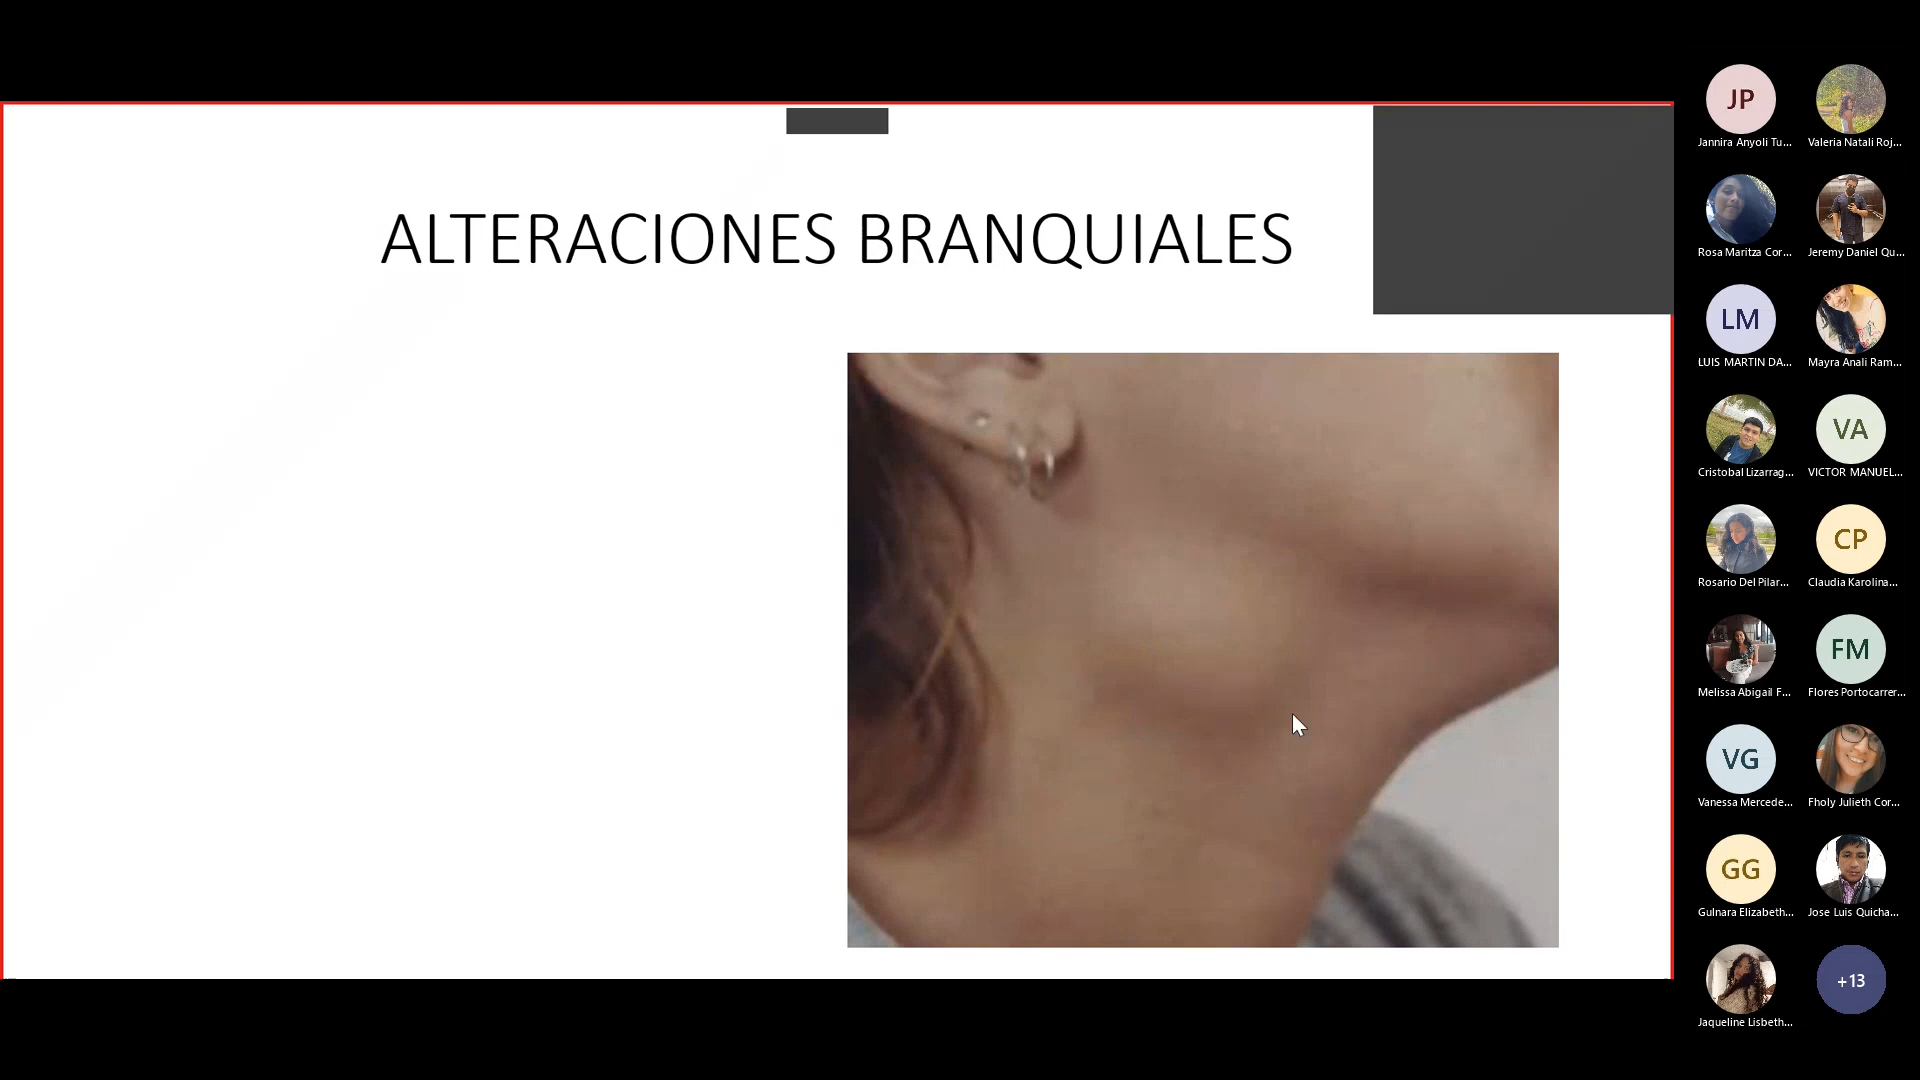 ALTERACIONES BRANQUIALES
JP
Jannira Anyoli Tu...
Valeria Natali Roj...
Rosa Maritza Cor...
Jeremy Daniel Qu...
LM
LUIS MARTIN DA...
Mayra Anali Ram...
Cristobal Lizarrag...
VA
VICTOR MANUEL...
Rosario Del Pilar...
CP
Claudia Karolina...
Melissa Abigail F...
FM
Flores Portocarrer...
VG
Vanessa Mercede...
Fholy Julieth Cor...
GG
Gulnara Elizabeth...
Jose Luis Quicha...
Jaqueline Lisbeth...
+13